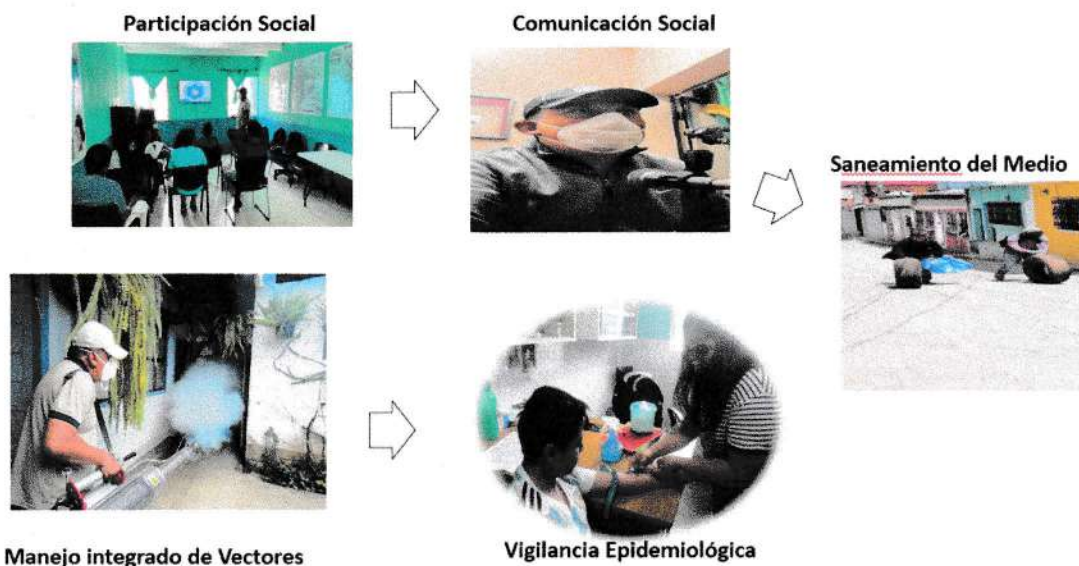 Participación Social
Comunicación Social
Saneamiento del Medio
Manejo integrado de Vectores
Vigilancia Epidemiológica